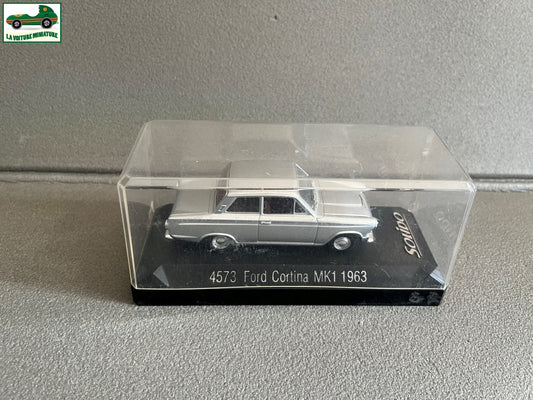 LA VOITURE MINIATURE
Solido
4573 Ford Cortina MK1 1963